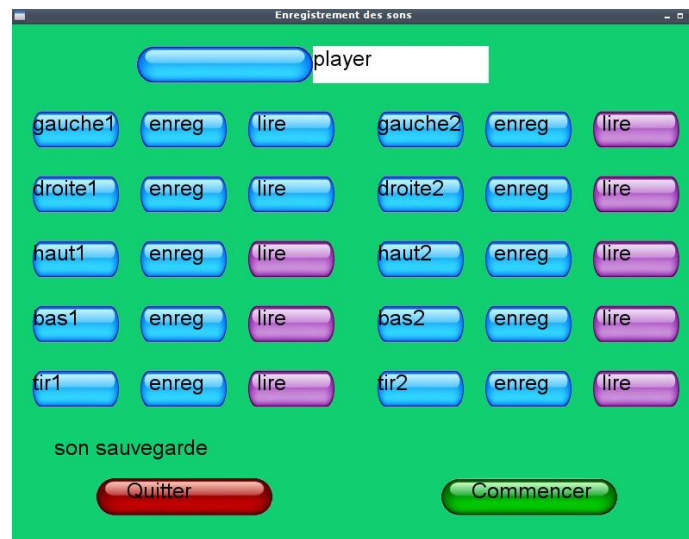 Enregistrement des sons
player
gauche1 enreg lire gauche2 enreg lire
droite1 enreg lire droite2 enreg lire
haut1 enreg lire haut2 enreg lire
bas1 enreg lire bas2 enreg lire
tir1 enreg lire tir2 enreg lire
son sauvegarde
Quitter Commencer